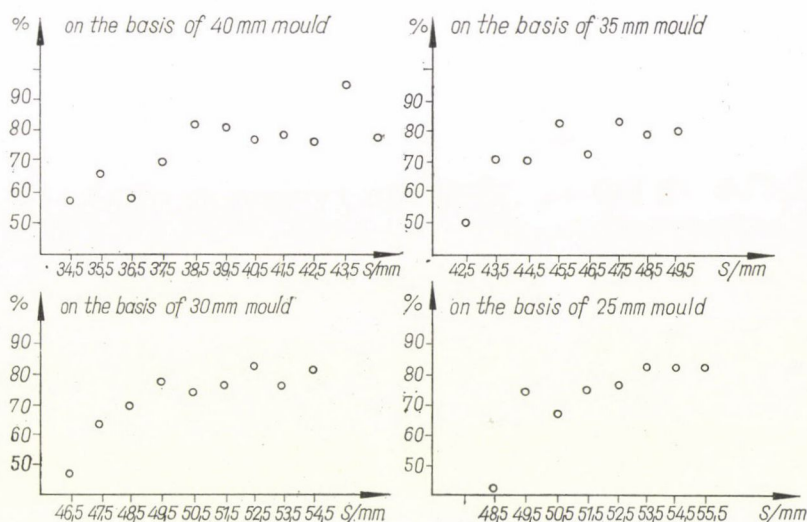 % on the basis of 40 mm mould
90
80
70
60
50
34,5 35,5 36,5 37,5 38,5 39,5 40,5 41,5 42,5 43,5 S/mm
% on the basis of 35 mm mould
90
80
70
60
50
42,5 43,5 44,5 45,5 46,5 47,5 48,5 49,5 S/mm
% on the basis of 30 mm mould
90
80
70
60
50
46,5 47,5 48,5 49,5 50,5 51,5 52,5 53,5 54,5 S/mm
% on the basis of 25 mm mould
90
80
70
60
50
48,5 49,5 50,5 51,5 52,5 53,5 54,5 55,5 S/mm